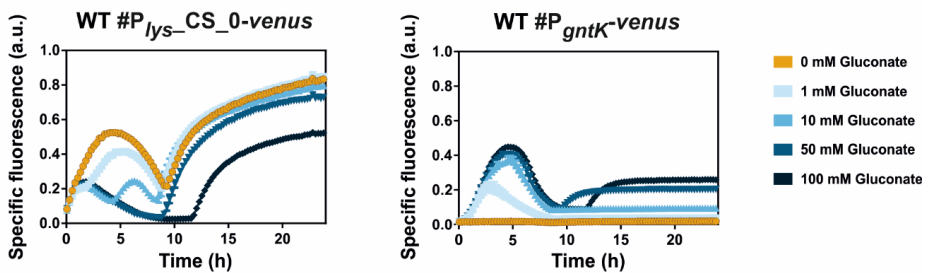 WT #Plys_CS_0-venus
Specific fluorescence (a.u.)
1.0
0.8
0.6
0.4
0.2
0.0
0 5 10 15 20
Time (h)
WT #PgntK-venus
Specific fluorescence (a.u.)
1.0
0.8
0.6
0.4
0.2
0.0
0 5 10 15 20
Time (h)
0 mM Gluconate
1 mM Gluconate
10 mM Gluconate
50 mM Gluconate
100 mM Gluconate